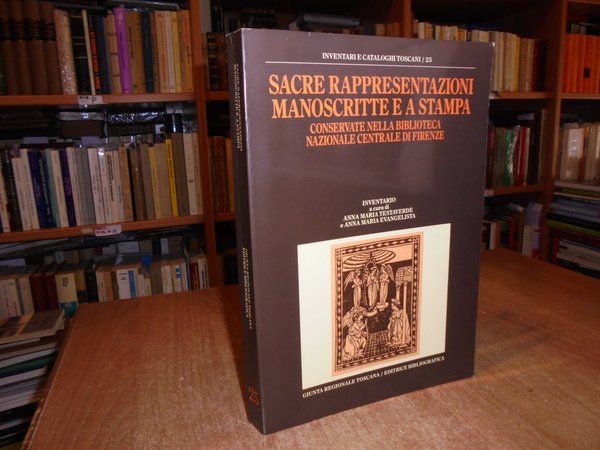 INVENTARI E CATALOGHI TOSCANI / 25
SACRE RAPPRESENTAZIONI
MANOSCRITTE E A STAMPA
CONSERVATE NELLA BIBLIOTECA
NAZIONALE CENTRALE DI FIRENZE
INVENTARIO
a cura di
ANNA MARIA TESTAVERDE
e ANNA MARIA EVANGELISTA
GIUNTA REGIONALE TOSCANA / EDITRICE BIBLIOGRAFICA
25